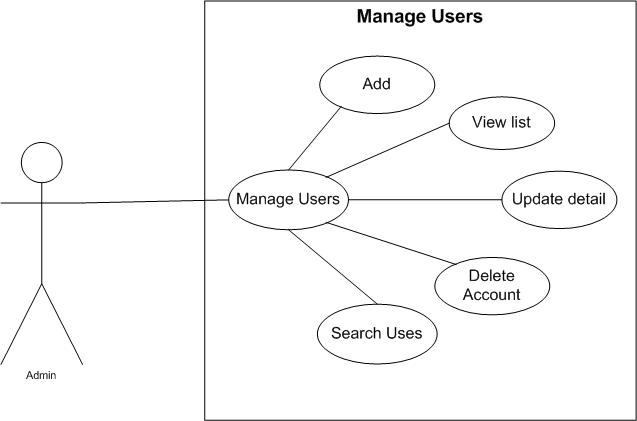 Manage Users
Add
View list
Manage Users
Update detail
Delete
Account
Search Uses
Admin